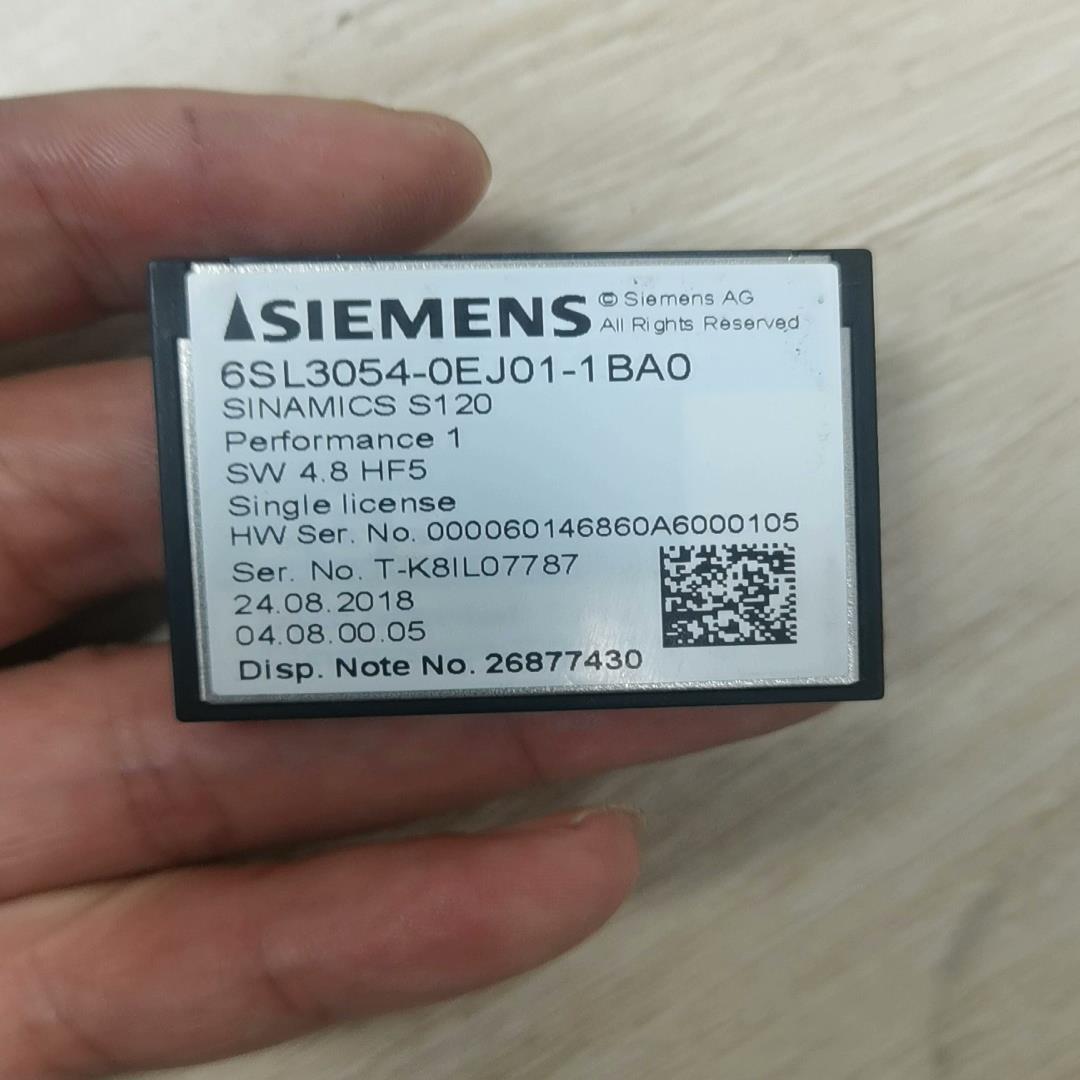 SIEMENS © Siemens AG
All Rights Reserved
6SL3054-0EJ01-1BA0
SINAMICS S120
Performance 1
SW 4.8 HF5
Single license
HW Ser. No. 000060146860A6000105
Ser. No. T-K8IL07787
24.08.2018
04.08.00.05
Disp. Note No. 26877430